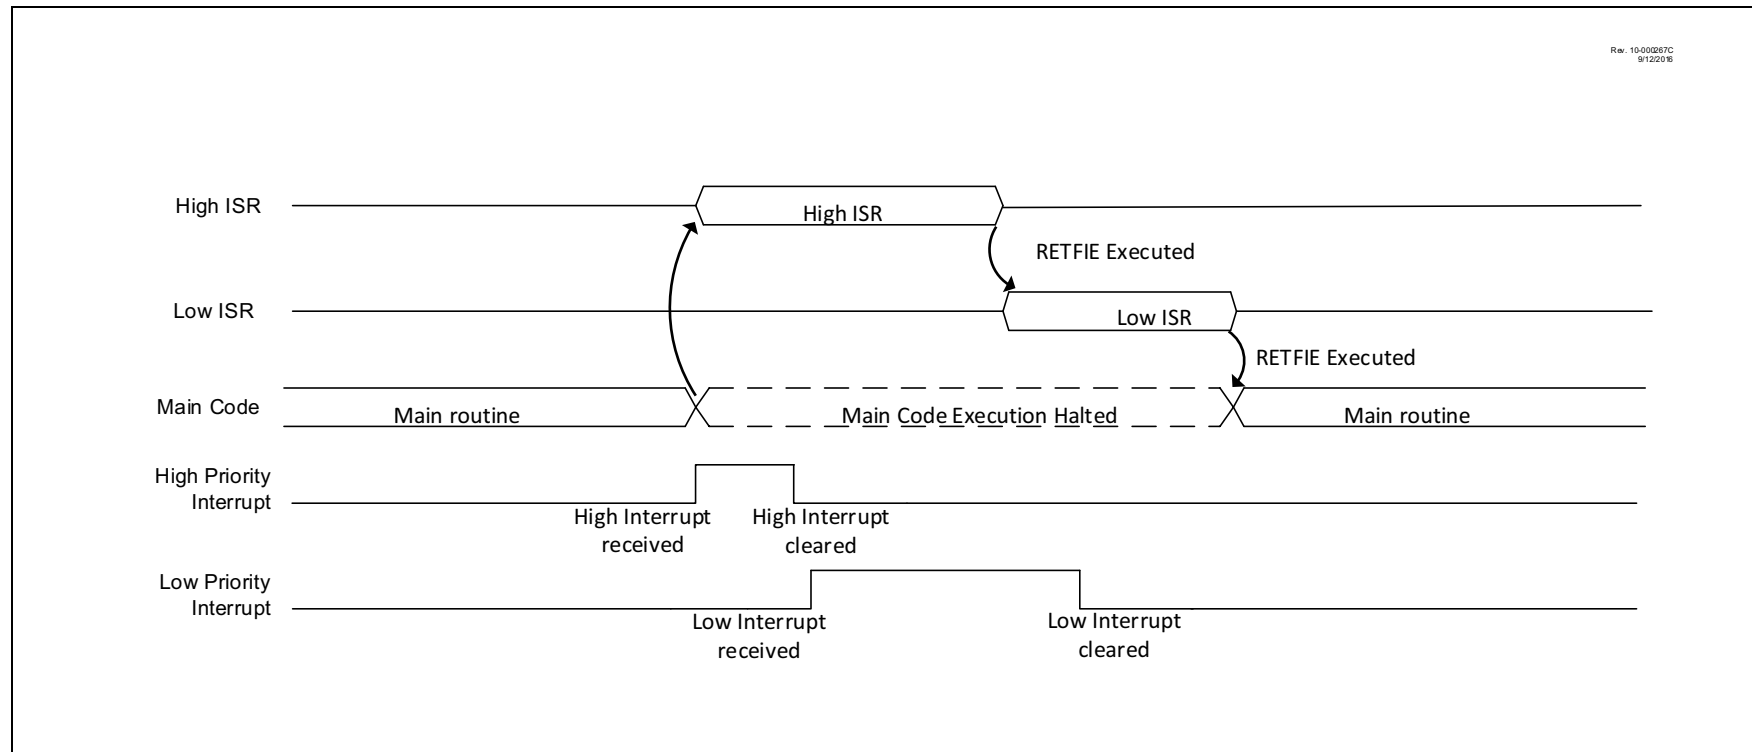 Rev. 10-000267C
9/12/2016
High ISR
High ISR
RETFIE Executed
Low ISR
Low ISR
RETFIE Executed
Main Code
Main routine
Main Code Execution Halted
Main routine
High Priority
Interrupt
High Interrupt
received
High Interrupt
cleared
Low Priority
Interrupt
Low Interrupt
received
Low Interrupt
cleared